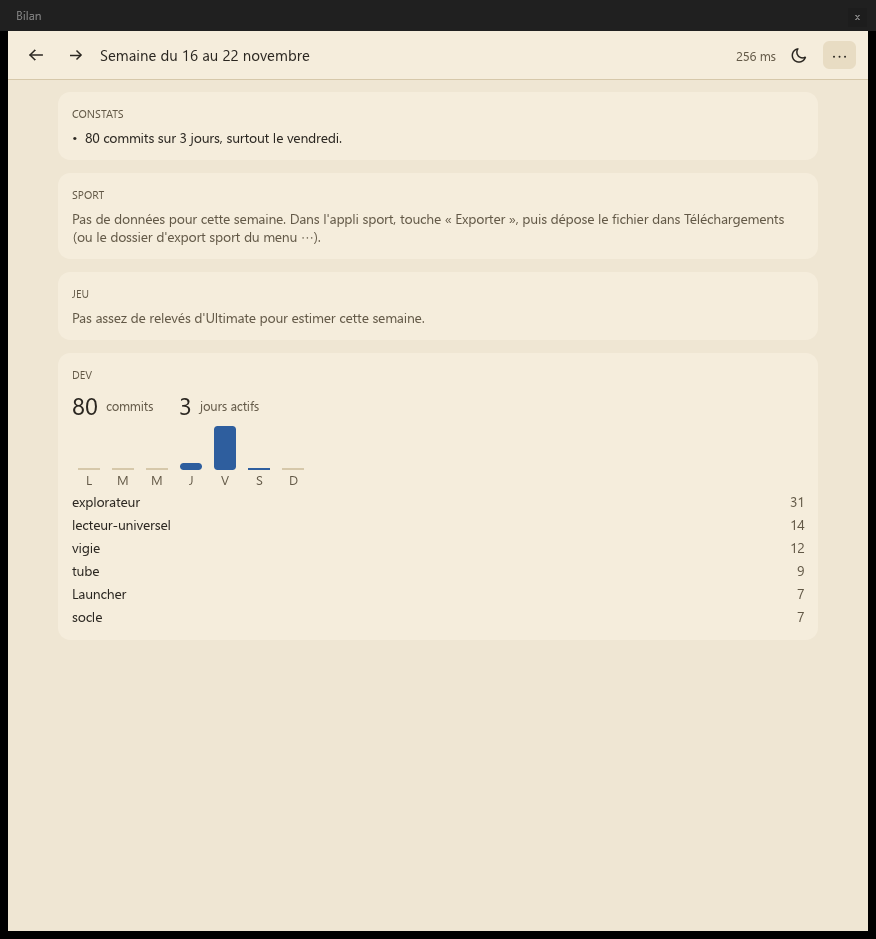 Bilan
×
← → Semaine du 16 au 22 novembre 256 ms ···
CONSTATS
• 80 commits sur 3 jours, surtout le vendredi.
SPORT
Pas de données pour cette semaine. Dans l'appli sport, touche « Exporter », puis dépose le fichier dans Téléchargements
(ou le dossier d'export sport du menu ···).
JEU
Pas assez de relevés d'Ultimate pour estimer cette semaine.
DEV
80 commits 3 jours actifs
L M M J V S D
explorateur 31
lecteur-universel 14
vigie 12
tube 9
Launcher 7
socle 7